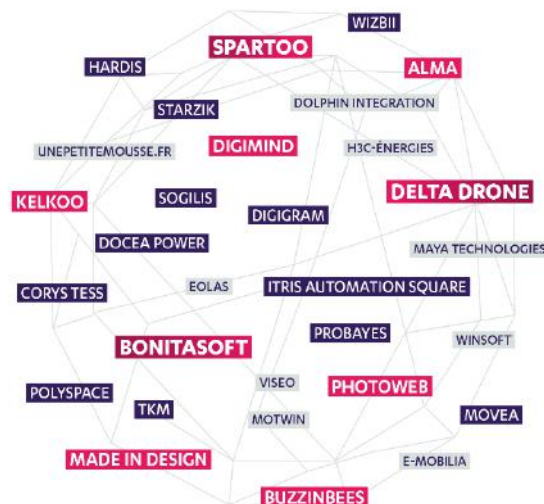 WIZBII
SPARTOO
HARDIS
ALMA
DOLPHIN INTEGRATION
STARZIK
UNEPETITEMOUSSE.FR
DIGIMIND
H3C-ÉNERGIES
DELTA DRONE
KELKOO
SOGILIS
DIGIGRAM
DOCEA POWER
MAYA TECHNOLOGIES
CORYS TESS
EOLAS
ITRIS AUTOMATION SQUARE
BONITASOFT
PROBAYES
WINSOFT
VISEO
PHOTOWEB
POLYSPACE
TKM
MOTWIN
MOVEA
MADE IN DESIGN
E-MOBILIA
BUZZINBEES